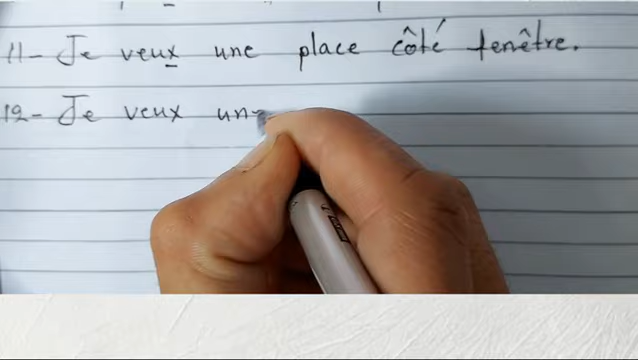 11- Je veux une place côté fenêtre.
12- Je veux un